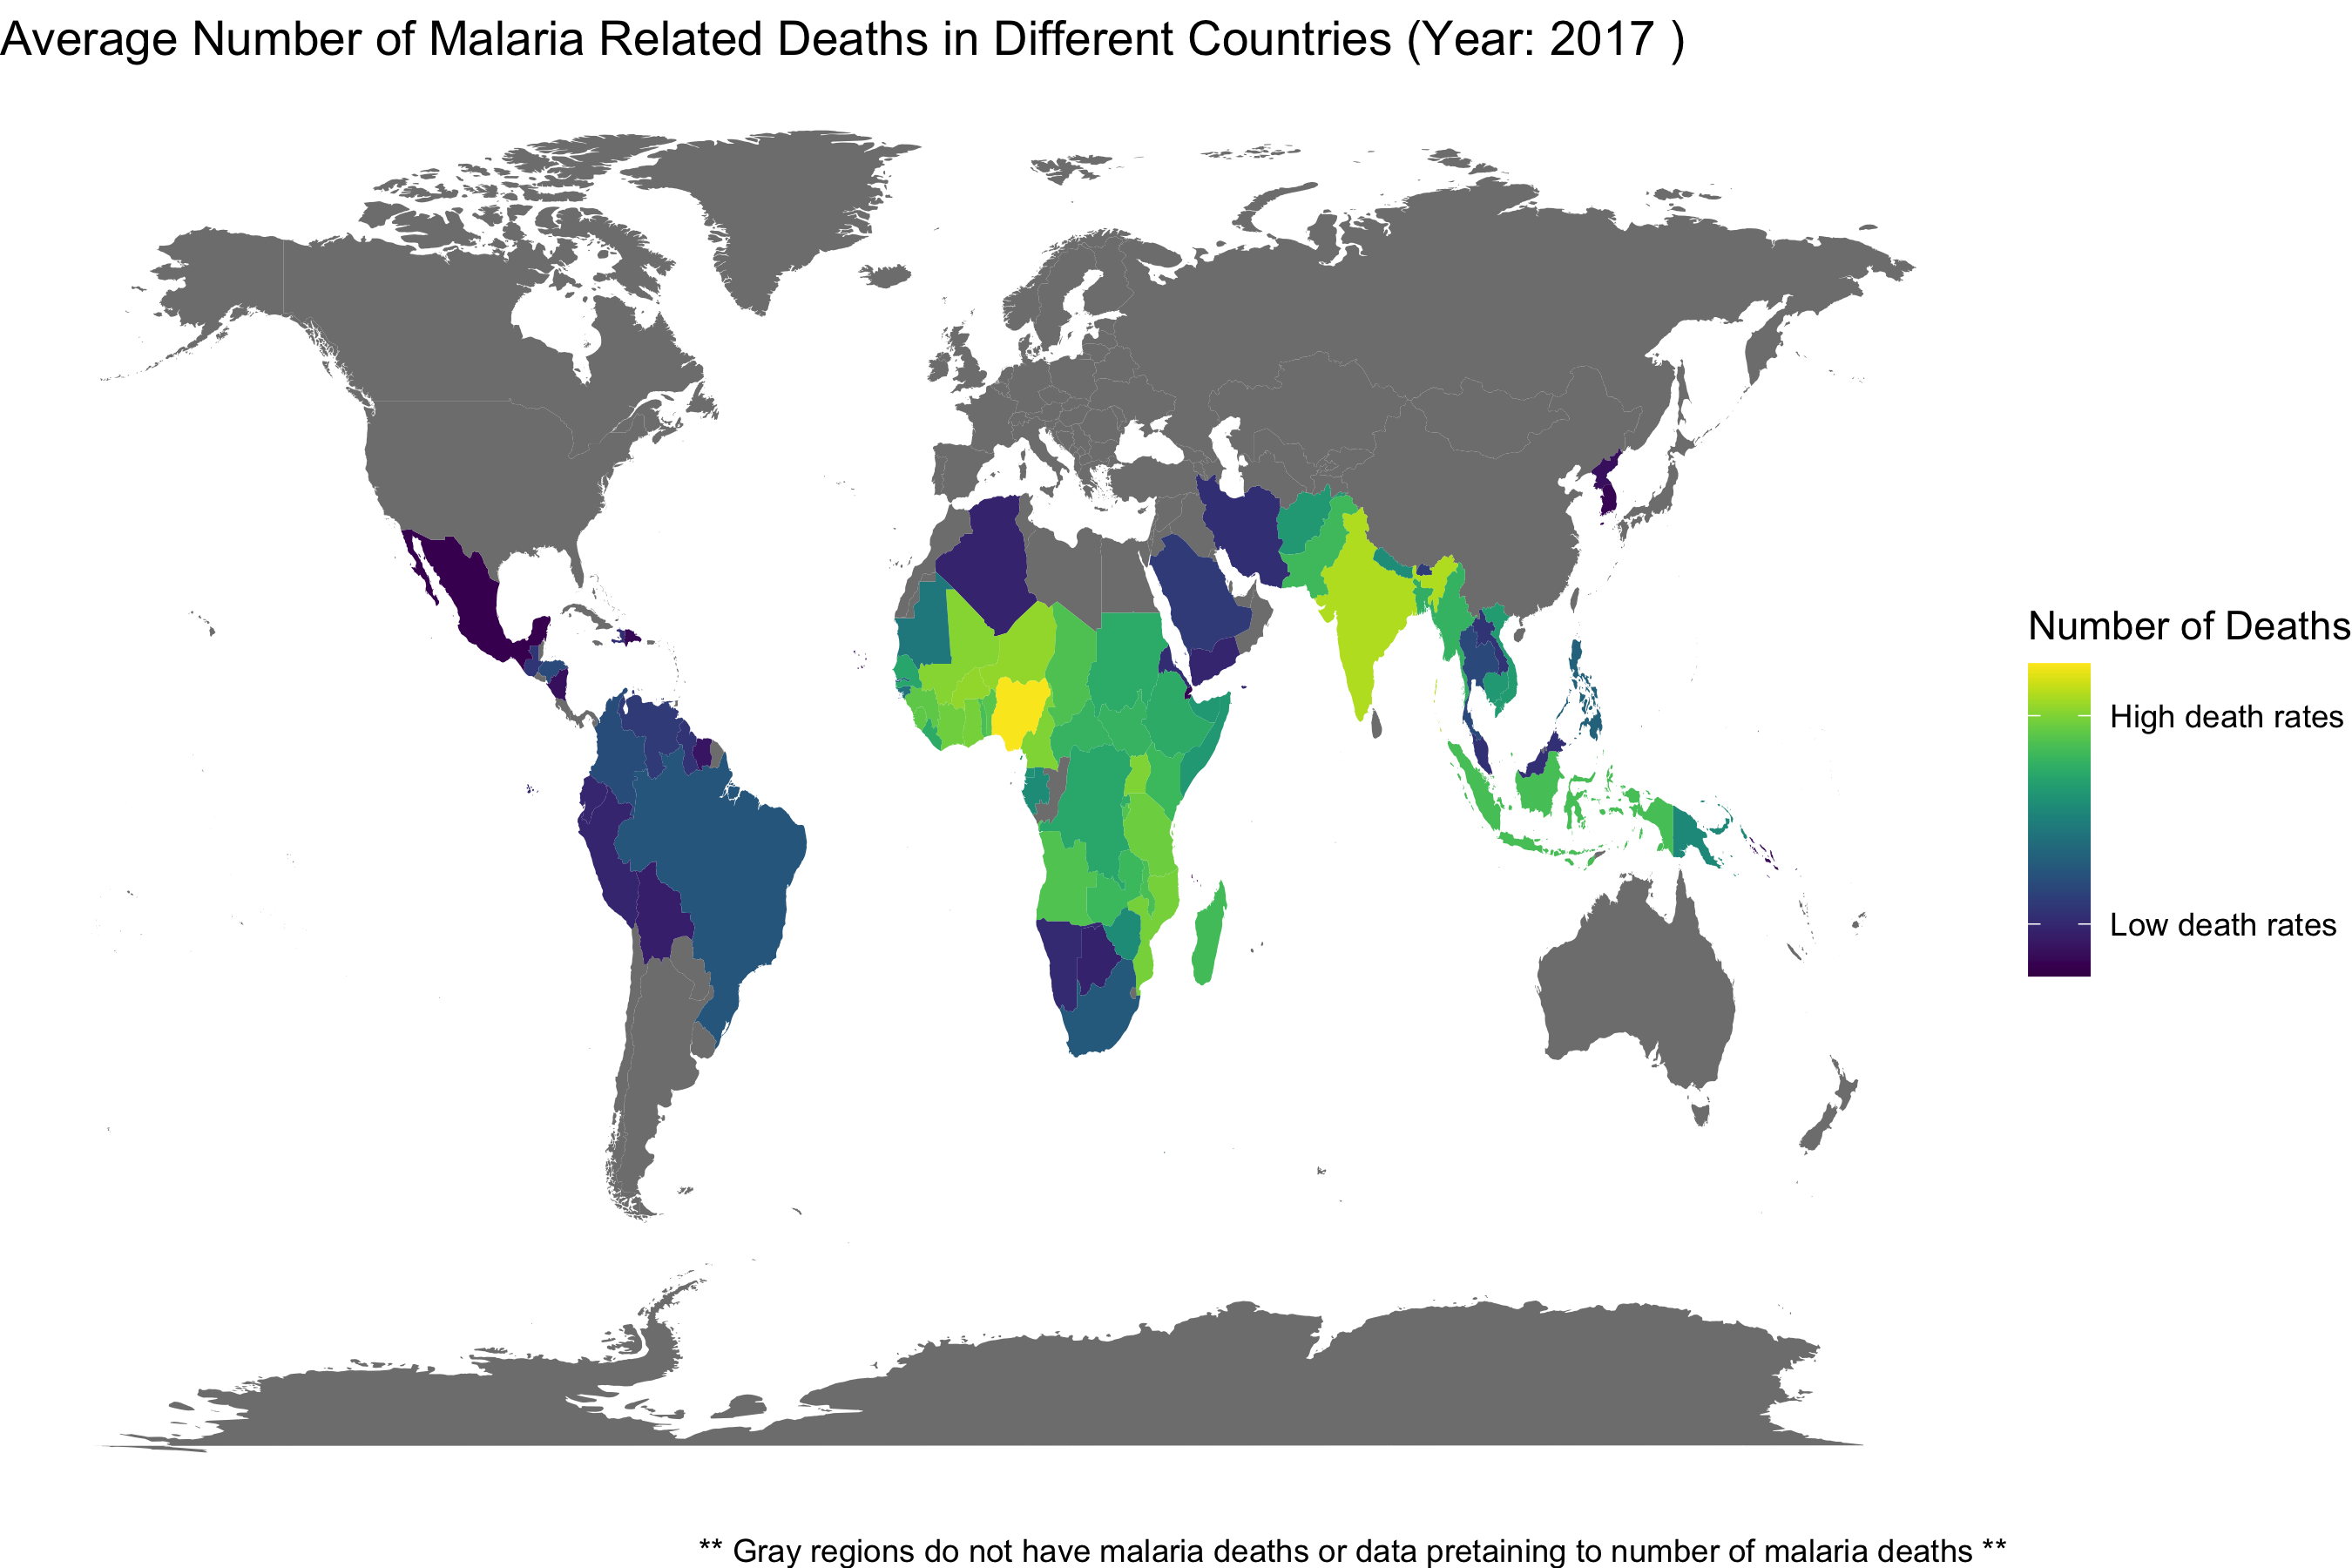 Average Number of Malaria Related Deaths in Different Countries (Year: 2017 )
Number of Deaths
High death rates
Low death rates
** Gray regions do not have malaria deaths or data pretaining to number of malaria deaths **